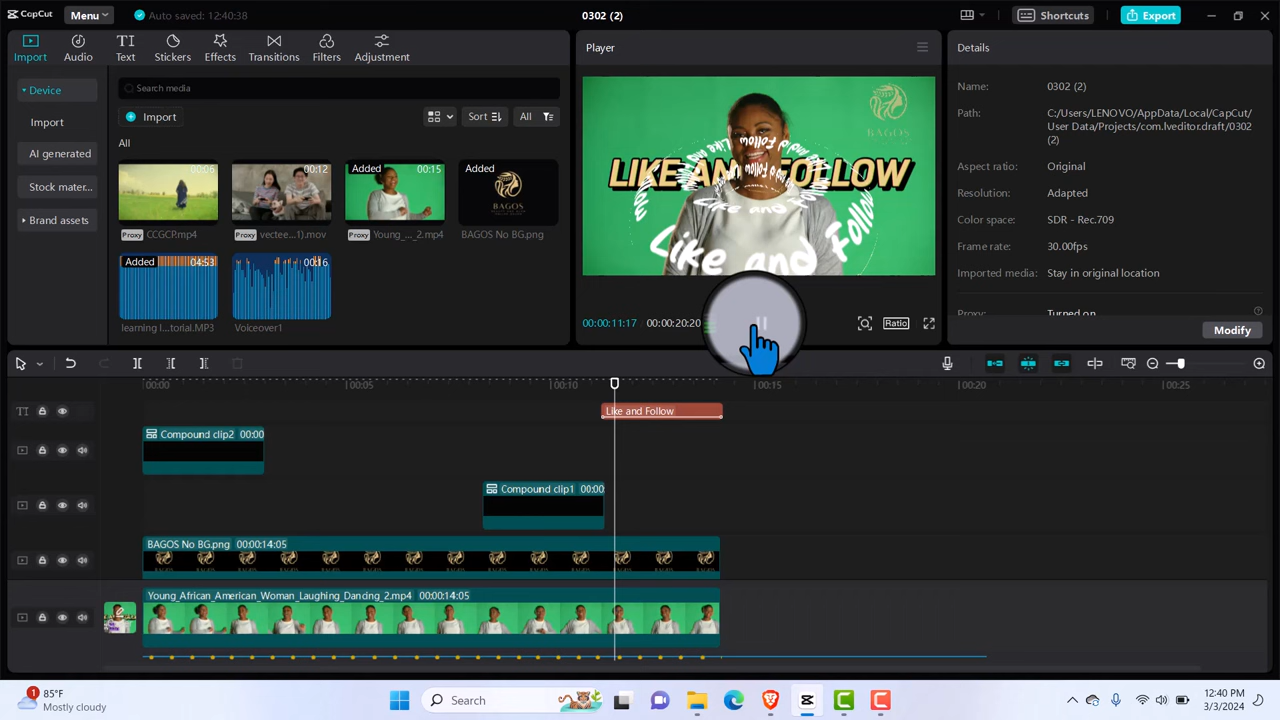 CapCut
Menu
Auto saved: 12:40:38
0302 (2)
Shortcuts
Export
Import
Audio
Text
Stickers
Effects
Transitions
Filters
Adjustment
Device
Import
AI generated
Stock mater...
Brand assets
Search media
Import
Sort
All
All
00:06
Proxy CCGCP.mp4
00:12
Proxy vectee...1).mov
Added 00:15
Proxy Young_..._2.mp4
Added
BAGOS
BAGOS No BG.png
Added 04:53
learning l...torial.MP3
00:16
Voiceover1
Player
BAGOS
LIKE AND FOLLOW
Like and Follow
00:00:11:17 00:00:20:20
Ratio
Details
Name: 0302 (2)
Path: C:/Users/LENOVO/AppData/Local/CapCut/
User Data/Projects/com.lveditor.draft/0302
(2)
Aspect ratio: Original
Resolution: Adapted
Color space: SDR - Rec.709
Frame rate: 30.00fps
Imported media: Stay in original location
Proxy: Turned on
Modify
00:00 00:05 00:10 00:15 00:20 00:25
TI
Like and Follow
Compound clip2 00:00
Compound clip1 00:00:
BAGOS No BG.png 00:00:14:05
Young_African_American_Woman_Laughing_Dancing_2.mp4 00:00:14:05
1
85°F
Mostly cloudy
Search
12:40 PM
3/3/2024